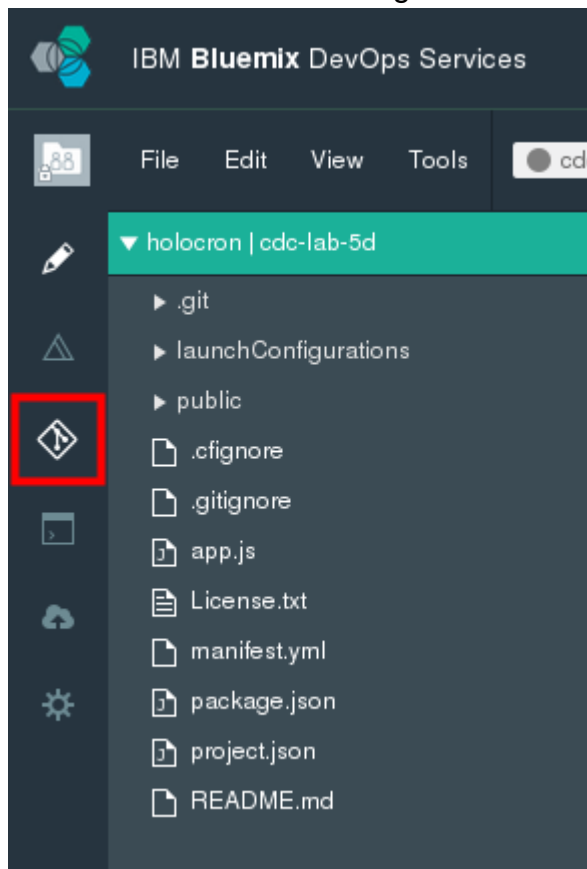 IBM Bluemix DevOps Services
File Edit View Tools cd
holocron | cdc-lab-5d
.git
launchConfigurations
public
.cfignore
.gitignore
app.js
License.txt
manifest.yml
package.json
project.json
README.md